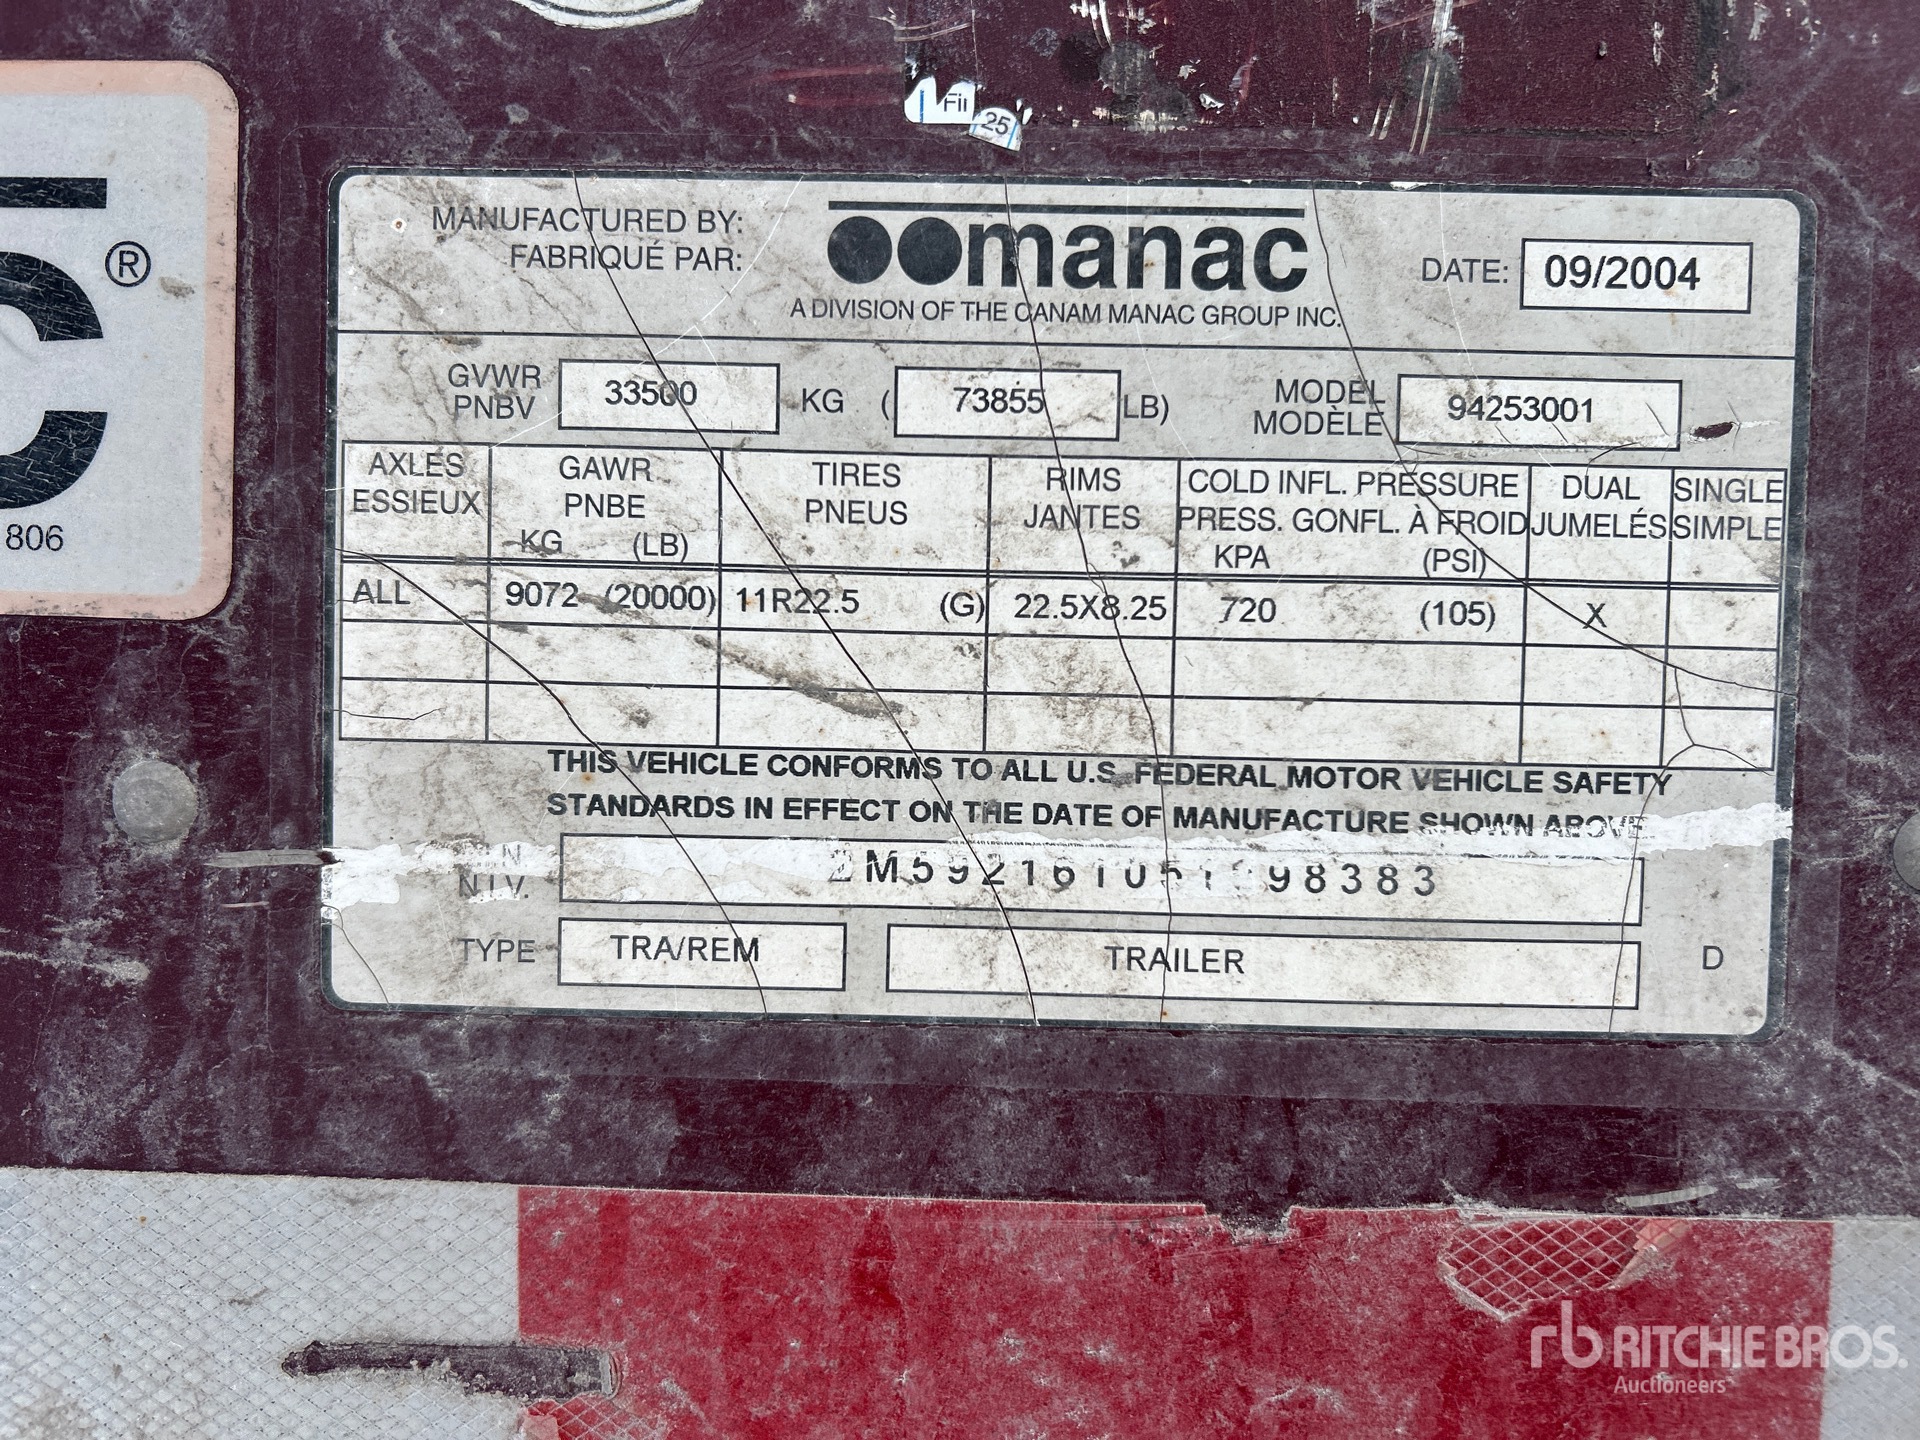 Fil
25
®
806
MANUFACTURED BY:
FABRIQUÉ PAR:
manac
A DIVISION OF THE CANAM MANAC GROUP INC.
DATE: 09/2004
GVWR
PNBV
33500 KG ( 73855 LB)
MODEL
MODÈLE
94253001
AXLES
ESSIEUX
GAWR
PNBE
KG (LB)
TIRES
PNEUS
RIMS
JANTES
COLD INFL. PRESSURE
PRESS. GONFL. À FROID
KPA (PSI)
DUAL
JUMELÉS
SINGLE
SIMPLE
ALL 9072 (20000) 11R22.5 (G) 22.5X8.25 720 (105) X
THIS VEHICLE CONFORMS TO ALL U.S. FEDERAL MOTOR VEHICLE SAFETY
STANDARDS IN EFFECT ON THE DATE OF MANUFACTURE SHOWN ABOVE.
N.I.V.
TYPE TRA/REM TRAILER D
rb RITCHIE BROS.
Auctioneers